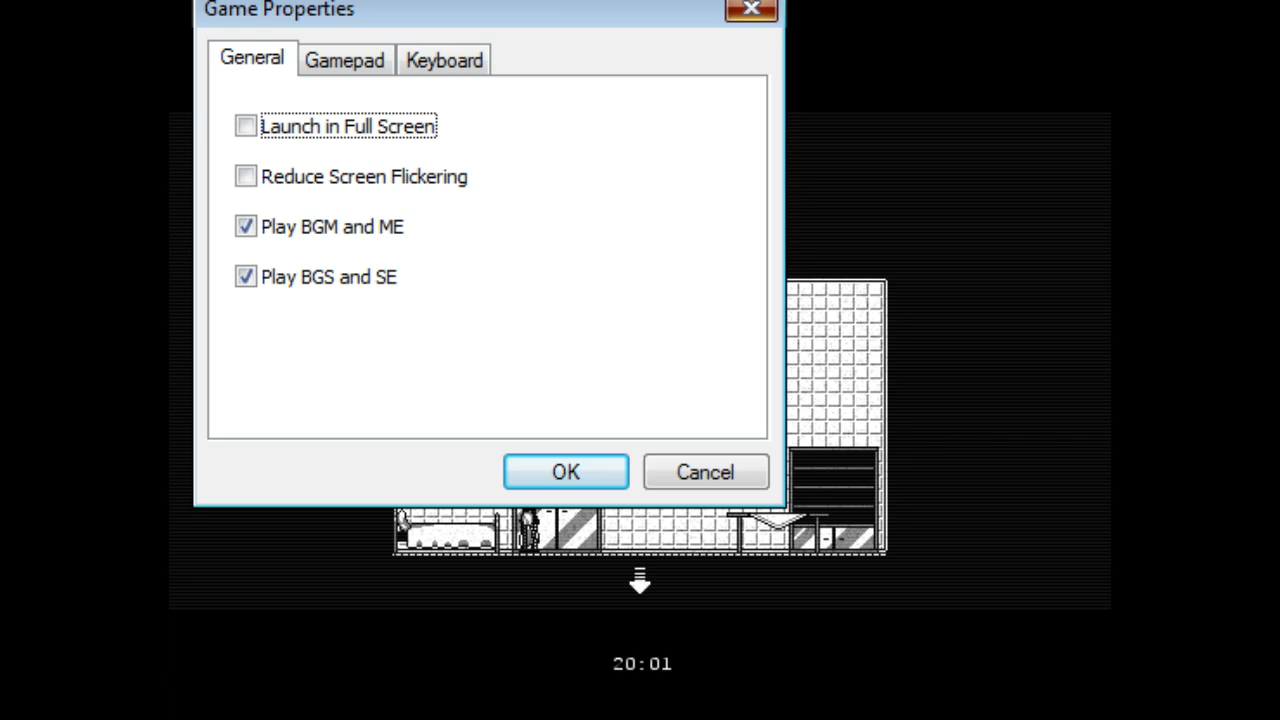 Game Properties
General
Gamepad
Keyboard
Launch in Full Screen
Reduce Screen Flickering
Play BGM and ME
Play BGS and SE
OK
Cancel
20:01